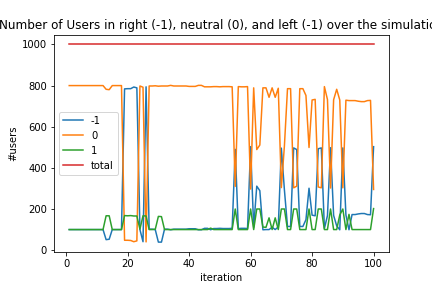 Number of Users in right (-1), neutral (0), and left (-1) over the simulatio
1000
800
600
400
200
0
#users
-1
0
1
total
0 20 40 60 80 100
iteration